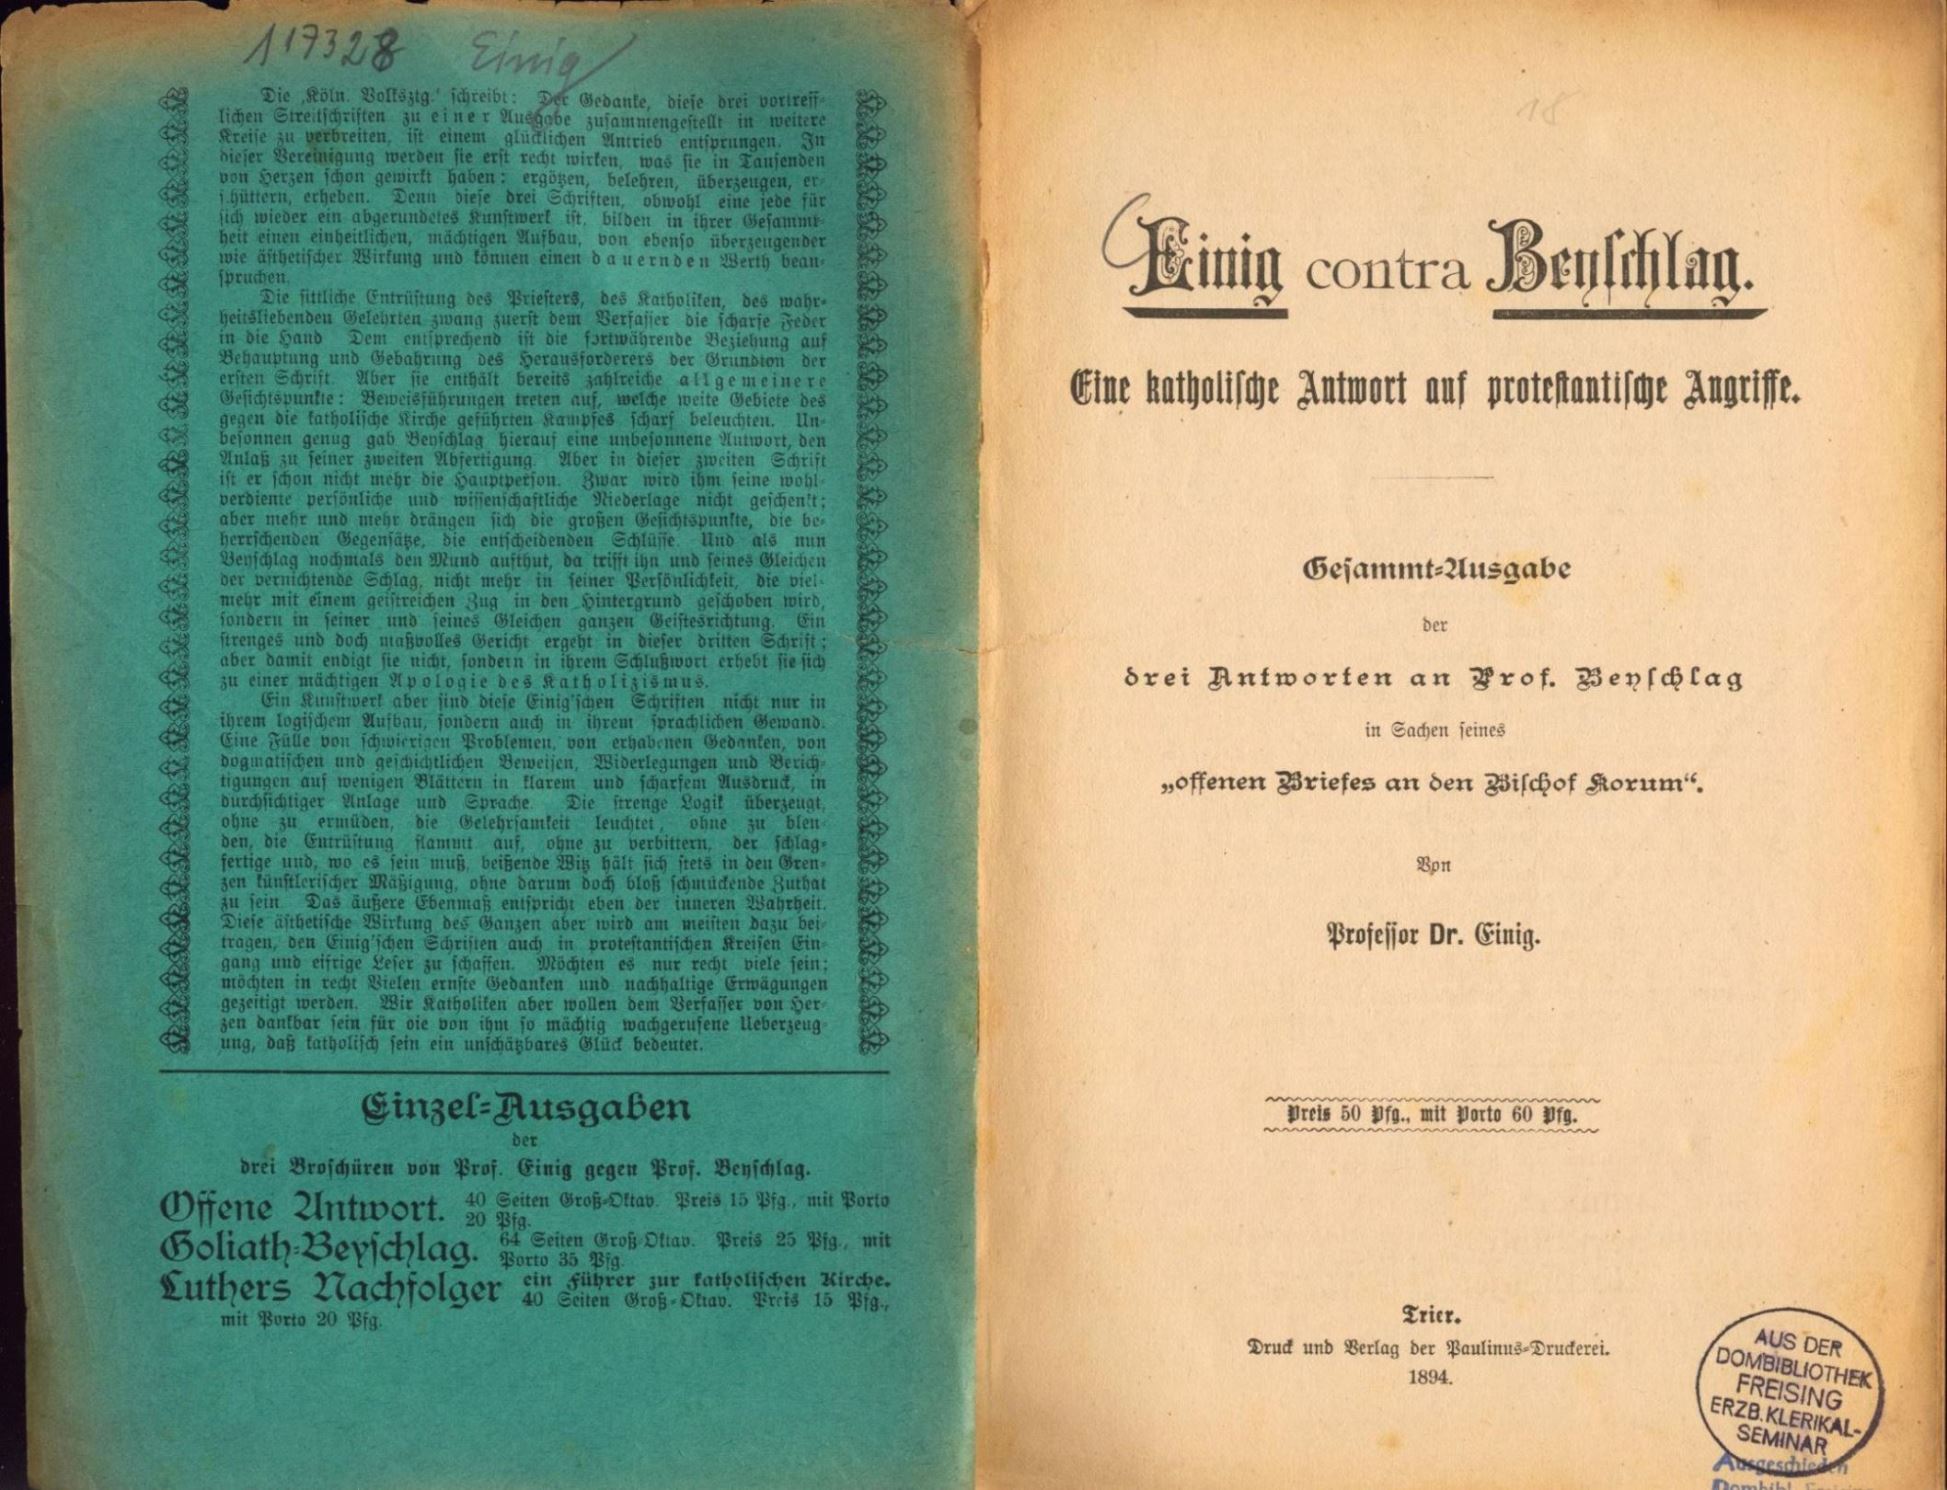 117328 Einig
Die ‚Köln. Volksztg.‘ schreibt: Der Gedanke, diese drei vortreff-
lichen Streitschriften zu einer Ausgabe zusammengestellt in weitere
Kreise zu verbreiten, ist einem glücklichen Antrieb entsprungen. In
dieser Vereinigung werden sie erst recht wirken, was sie in Tausenden
von Herzen schon gewirkt haben: ergötzen, belehren, überzeugen, er-
s.hüttern, erheben. Denn diese drei Schriften, obwohl eine jede für
sich wieder ein abgerundetes Kunstwerk ist, bilden in ihrer Gesammt-
heit einen einheitlichen, mächtigen Aufbau, von ebenso überzeugender
wie ästhetischer Wirkung und können einen dauernden Werth bean-
spruchen.
Die sittliche Entrüstung des Priesters, des Katholiken, des wahr-
heitsliebenden Gelehrten zwang zuerst dem Verfasser die scharfe Feder
in die Hand Dem entsprechend ist die fortwährende Beziehung auf
Behauptung und Gebahrung des Herausforderers der Grundton der
ersten Schrift. Aber sie enthält bereits zahlreiche allgemeinere
Gesichtspunkte: Beweisführungen treten auf, welche weite Gebiete des
gegen die katholische Kirche geführten Kampfes scharf beleuchten. Un-
besonnen genug gab Beyschlag hierauf eine unbesonnene Antwort, den
Anlaß zu seiner zweiten Abfertigung. Aber in dieser zweiten Schrift
ist er schon nicht mehr die Hauptperson. Zwar wird ihm seine wohl-
verdiente persönliche und wissenschaftliche Niederlage nicht geschenkt;
aber mehr und mehr drängen sich die großen Gesichtspunkte, die be-
herrschenden Gegensätze, die entscheidenden Schlüsse. Und als nun
Beyschlag nochmals den Mund aufthut, da trifft ihn und seines Gleichen
der vernichtende Schlag, nicht mehr in seiner Persönlichkeit, die viel-
mehr mit einem geistreichen Zug in den Hintergrund geschoben wird,
sondern in seiner und seines Gleichen ganzen Geistesrichtung. Ein
strenges und doch maßvolles Gericht ergeht in dieser dritten Schrift;
aber damit endigt sie nicht, sondern in ihrem Schlußwort erhebt sie sich
zu einer mächtigen Apologie des Katholizismus.
Ein Kunstwerk aber sind diese Einig'schen Schriften nicht nur in
ihrem logischem Aufbau, sondern auch in ihrem sprachlichen Gewand.
Eine Fülle von schwierigen Problemen, von erhabenen Gedanken, von
dogmatischen und geschichtlichen Beweisen, Widerlegungen und Berich-
tigungen auf wenigen Blättern in klarem und scharfem Ausdruck, in
durchsichtiger Anlage und Sprache. Die strenge Logik überzeugt,
ohne zu ermüden, die Gelehrsamkeit leuchtet, ohne zu blen-
den, die Entrüstung flammt auf, ohne zu verbittern, der schlag-
fertige und, wo es sein muß, beißende Witz hält sich stets in den Gren-
zen künstlerischer Mäßigung, ohne darum doch bloß schmückende Zuthat
zu sein. Das äußere Ebenmaß entspricht eben der inneren Wahrheit.
Diese ästhetische Wirkung des Ganzen aber wird am meisten dazu bei-
tragen, den Einig'schen Schriften auch in protestantischen Kreisen Ein-
gang und eifrige Leser zu schaffen. Möchten es nur recht viele sein;
möchten in recht Vielen ernste Gedanken und nachhaltige Erwägungen
gezeitigt werden. Wir Katholiken aber wollen dem Verfasser von Her-
zen dankbar sein für die von ihm so mächtig wachgerufene Ueberzeug-
ung, daß katholisch sein ein unschätzbares Glück bedeutet.
Einzel-Ausgaben
der
drei Broschüren von Prof. Einig gegen Prof. Beyschlag.
Offene Antwort. 40 Seiten Groß-Oktav. Preis 15 Pfg., mit Porto
20 Pfg.
Goliath-Beyschlag. 64 Seiten Groß-Oktav. Preis 25 Pfg., mit
Porto 35 Pfg.
Luthers Nachfolger ein Führer zur katholischen Kirche.
40 Seiten Groß-Oktav. Preis 15 Pfg.,
mit Porto 20 Pfg.
18
Einig contra Beyschlag.
Eine katholische Antwort auf protestantische Angriffe.
Gesammt-Ausgabe
der
drei Antworten an Prof. Beyschlag
in Sachen seines
„offenen Briefes an den Bischof Korum“.
Von
Professor Dr. Einig.
Preis 50 Pfg., mit Porto 60 Pfg.
Trier.
Druck und Verlag der Paulinus-Druckerei.
1894.
AUS DER
DOMBIBLIOTHEK
FREISING
ERZB. KLERIKAL-
SEMINAR
Ausgeschieden